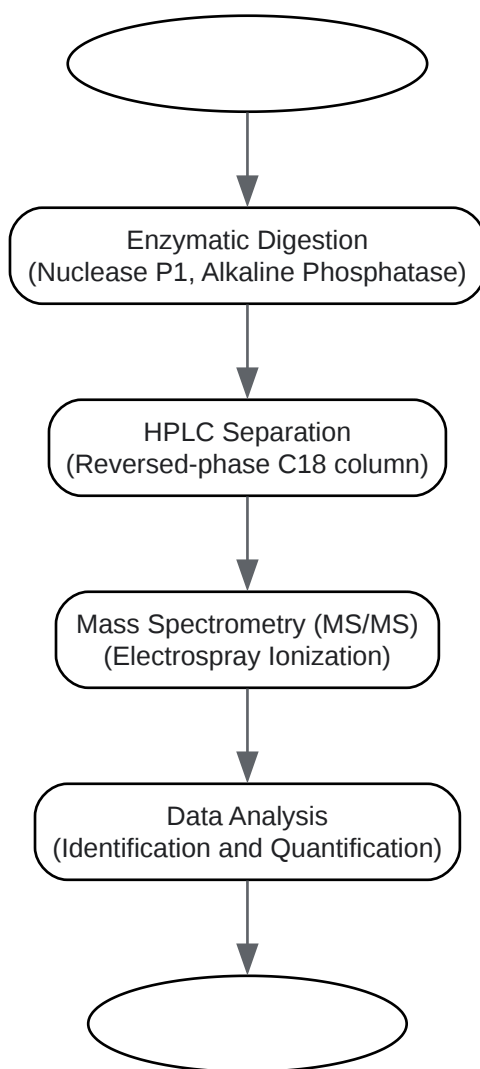 Enzymatic Digestion
(Nuclease P1, Alkaline Phosphatase)
HPLC Separation
(Reversed-phase C18 column)
Mass Spectrometry (MS/MS)
(Electrospray Ionization)
Data Analysis
(Identification and Quantification)